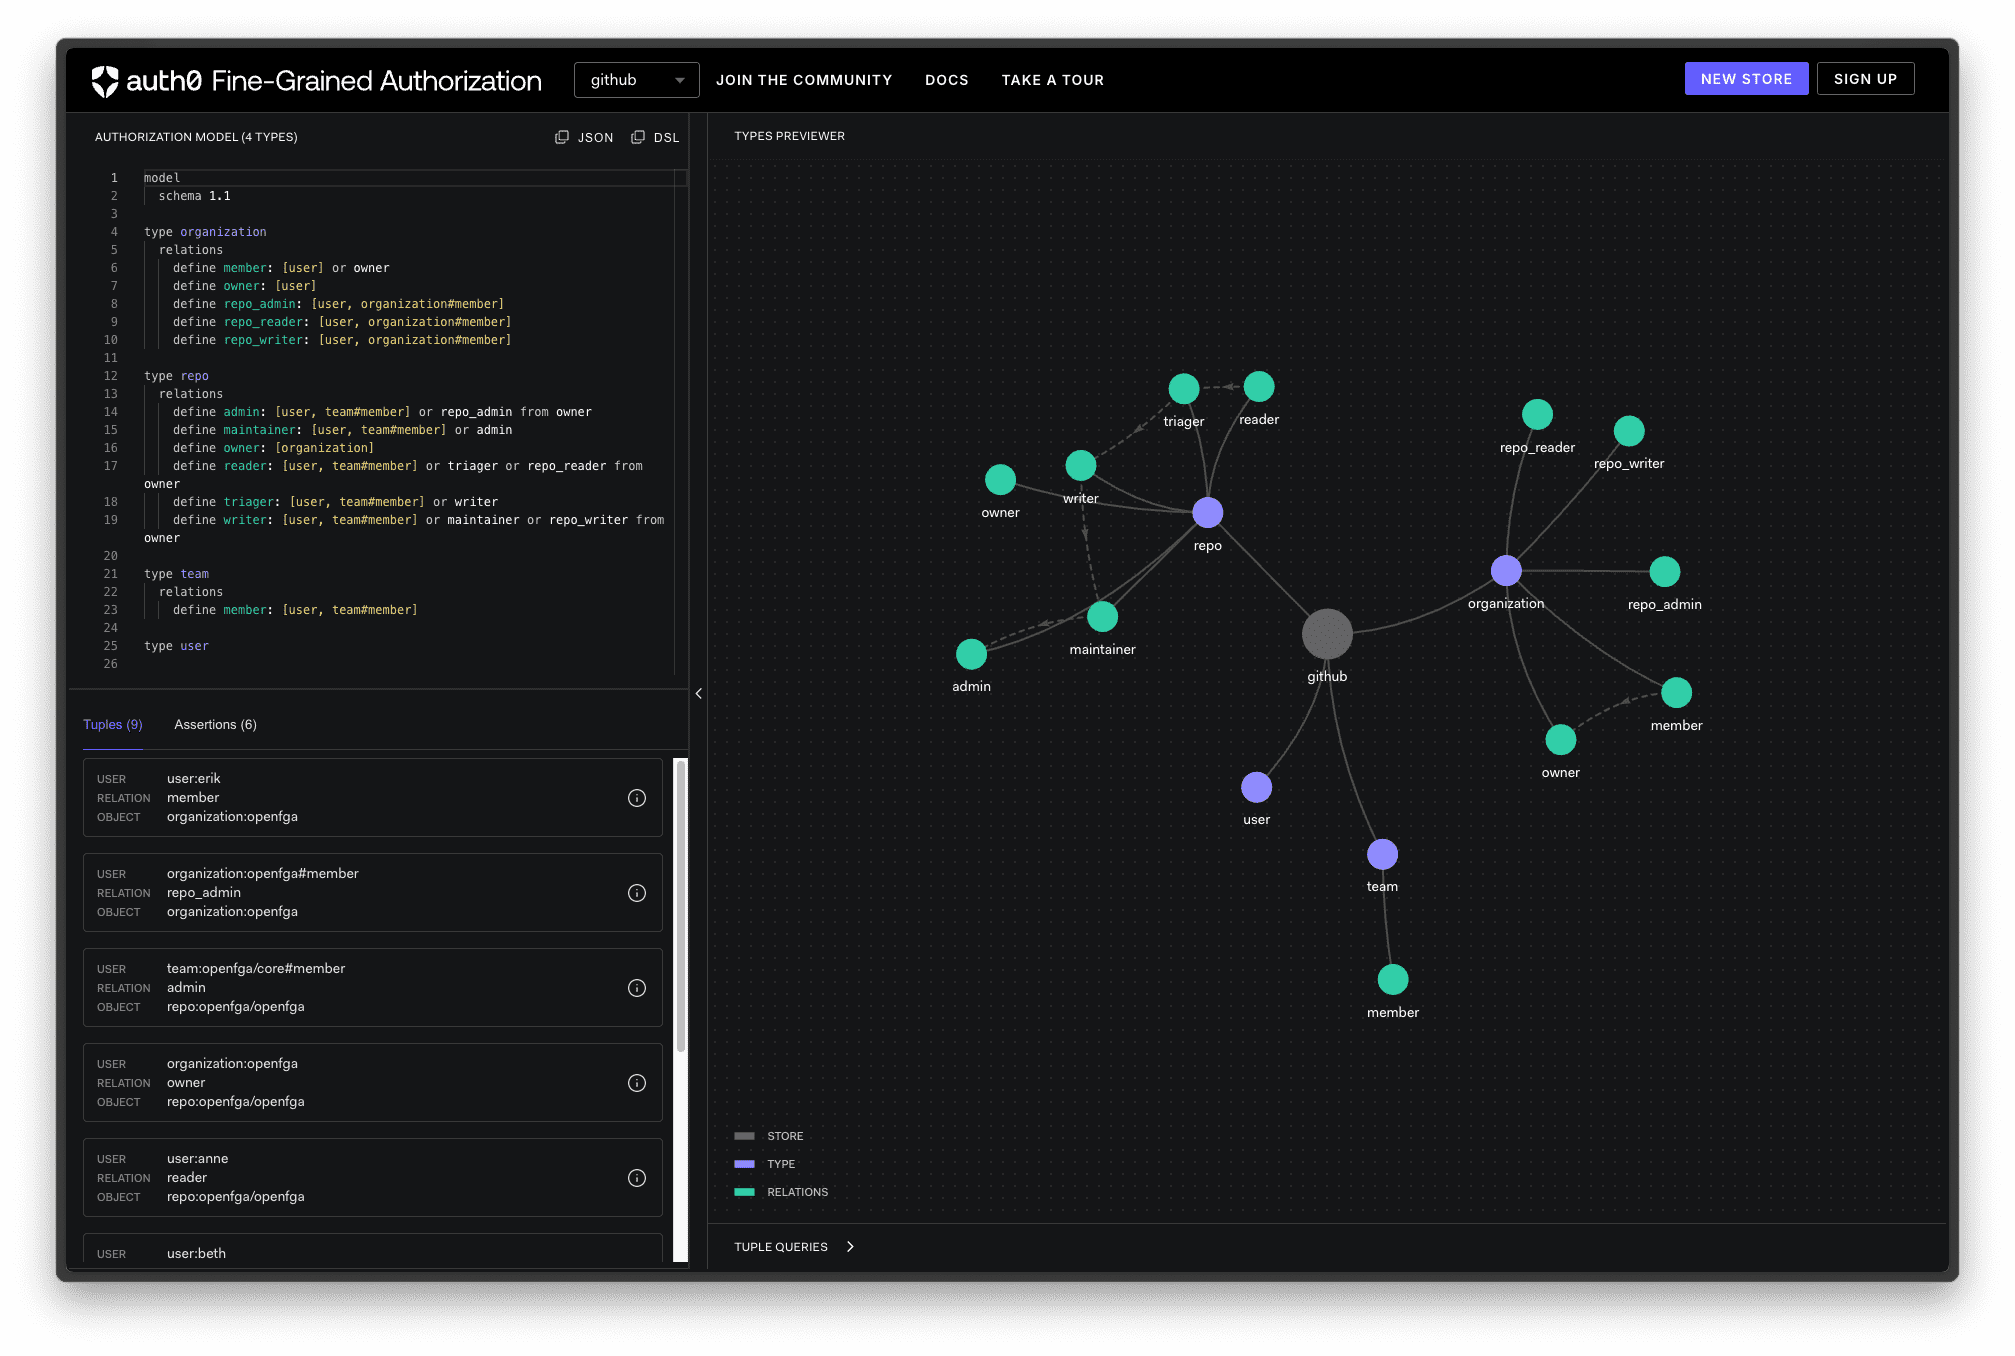 auth0 Fine-Grained Authorization
github
JOIN THE COMMUNITY
DOCS
TAKE A TOUR
NEW STORE
SIGN UP
AUTHORIZATION MODEL (4 TYPES)
JSON
DSL
1 model
2 schema 1.1
3
4 type organization
5 relations
6 define member: [user] or owner
7 define owner: [user]
8 define repo_admin: [user, organization#member]
9 define repo_reader: [user, organization#member]
10 define repo_writer: [user, organization#member]
11
12 type repo
13 relations
14 define admin: [user, team#member] or repo_admin from owner
15 define maintainer: [user, team#member] or admin
16 define owner: [organization]
17 define reader: [user, team#member] or triager or repo_reader from
owner
18 define triager: [user, team#member] or writer
19 define writer: [user, team#member] or maintainer or repo_writer from
owner
20
21 type team
22 relations
23 define member: [user, team#member]
24
25 type user
26
Tuples (9)
Assertions (6)
USER user:erik
RELATION member
OBJECT organization:openfga
USER organization:openfga#member
RELATION repo_admin
OBJECT organization:openfga
USER team:openfga/core#member
RELATION admin
OBJECT repo:openfga/openfga
USER organization:openfga
RELATION owner
OBJECT repo:openfga/openfga
USER user:anne
RELATION reader
OBJECT repo:openfga/openfga
USER user:beth
TYPES PREVIEWER
triager
reader
repo_reader
repo_writer
writer
owner
repo
organization
repo_admin
maintainer
github
admin
member
owner
user
team
member
STORE
TYPE
RELATIONS
TUPLE QUERIES